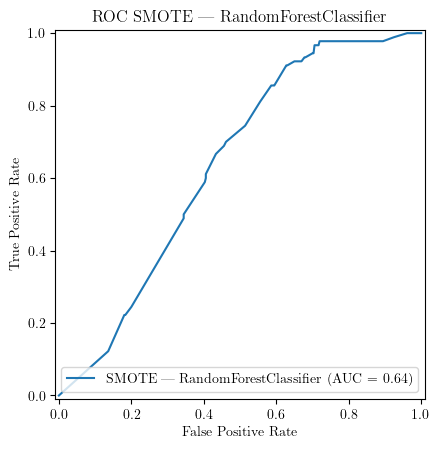 ROC SMOTE — RandomForestClassifier
1.0
0.8
0.6
0.4
0.2
0.0
True Positive Rate
SMOTE — RandomForestClassifier (AUC = 0.64)
0.0 0.2 0.4 0.6 0.8 1.0
False Positive Rate